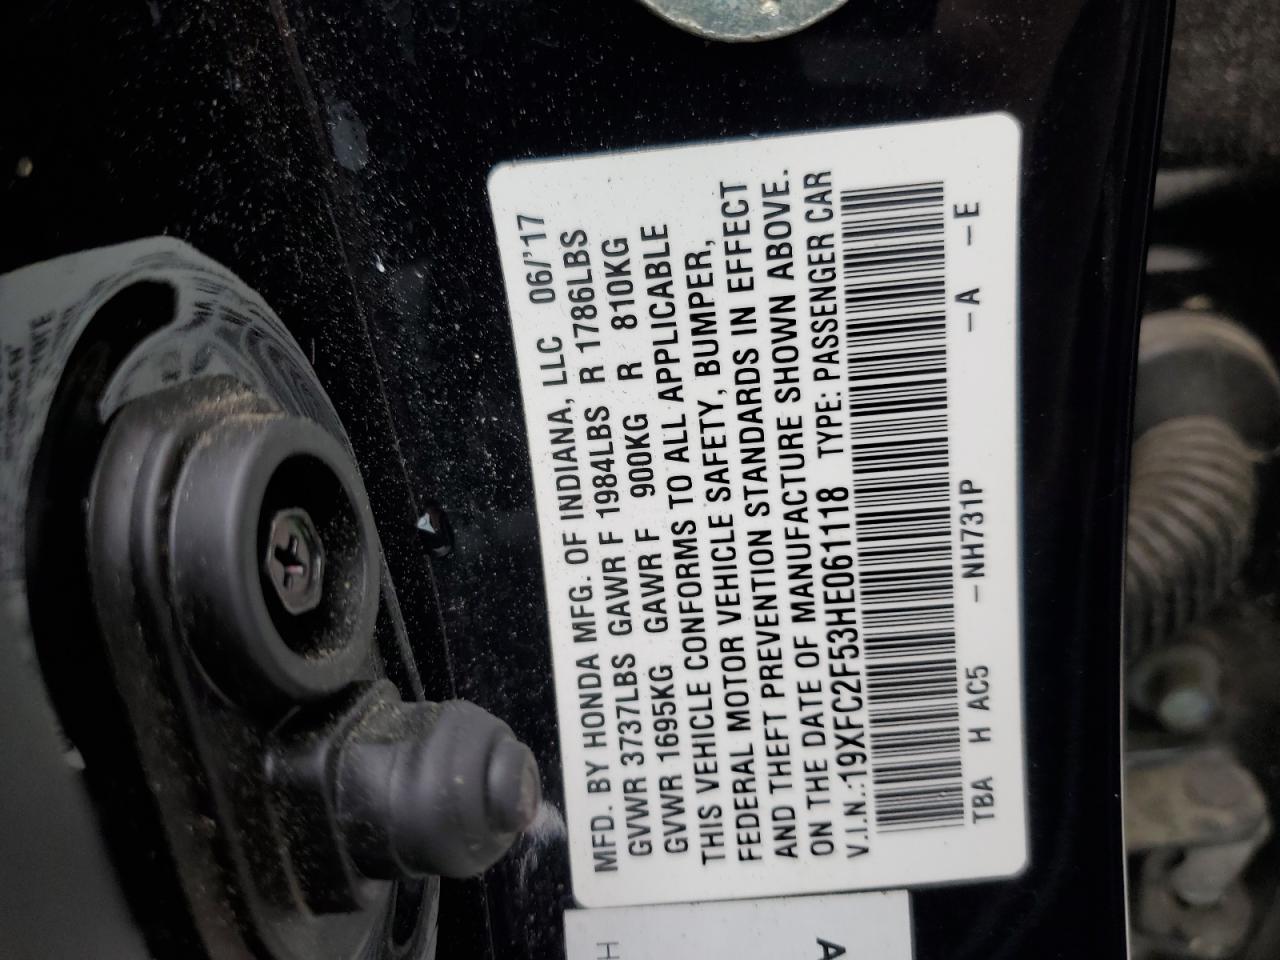 MFD. BY HONDA MFG. OF INDIANA, LLC 06/'17
GVWR 3737LBS GAWR F 1984LBS R 1786LBS
GVWR 1695KG GAWR F 900KG R 810KG
THIS VEHICLE CONFORMS TO ALL APPLICABLE
FEDERAL MOTOR VEHICLE SAFETY, BUMPER,
AND THEFT PREVENTION STANDARDS IN EFFECT
ON THE DATE OF MANUFACTURE SHOWN ABOVE.
V.I.N.:19XFC2F53HE061118 TYPE: PASSENGER CAR
TBA H AC5 -NH731P -A -E
H
A